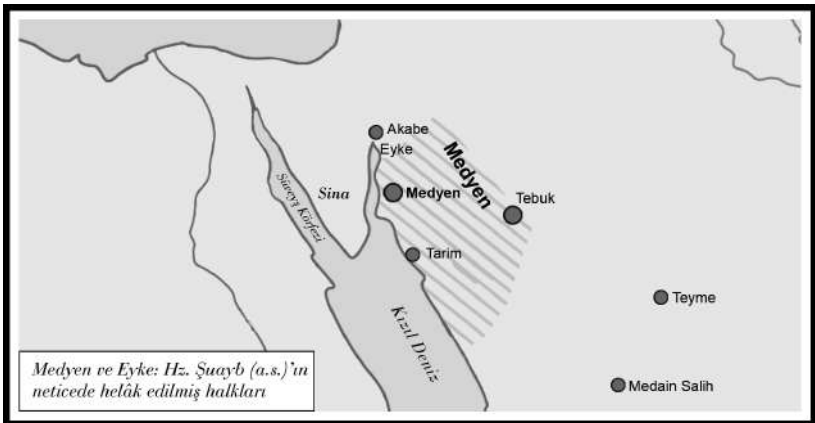 Akabe
Eyke
Medyen
Medyen
Tebuk
Sina
Süveyş Körfezi
Tarim
Kızıl Deniz
Teyme
Medain Salih
Medyen ve Eyke: Hz. Şuayb (a.s.)’ın
neticede helâk edilmiş halkları